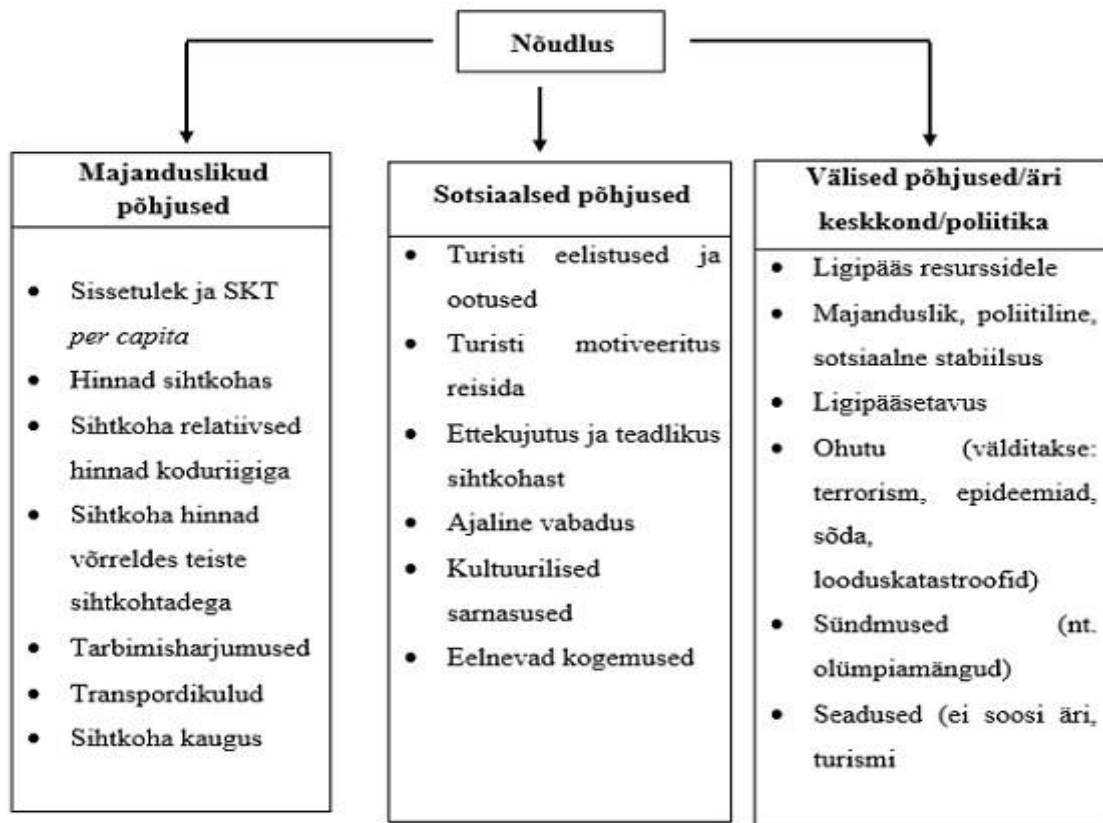 Nõudlus
Majanduslikud
põhjused
• Sissetulek ja SKT
per capita
• Hinnad sihtkohas
• Sihtkoha relatiivsed
hinnad koduriigiga
• Sihtkoha hinnad
võrreldes teiste
sihtkohtadega
• Tarbimisharjumused
• Transpordikulud
• Sihtkoha kaugus
Sotsiaalsed põhjused
• Turisti eelistused ja
ootused
• Turisti motiveeritus
reisida
• Ettekujutus ja teadlikus
sihtkohast
• Ajaline vabadus
• Kultuurilised
sarnasused
• Eelnevad kogemused
Välised põhjused/äri
keskkond/poliitika
• Ligipääs resurssidele
• Majanduslik, poliitiline,
sotsiaalne stabiilsus
• Ligipääsetavus
• Ohutu (välditakse:
terrorism, epideemiad,
sõda,
looduskatastroofid)
• Sündmused (nt.
olümpiamängud)
• Seadused (ei soosi äri,
turismi